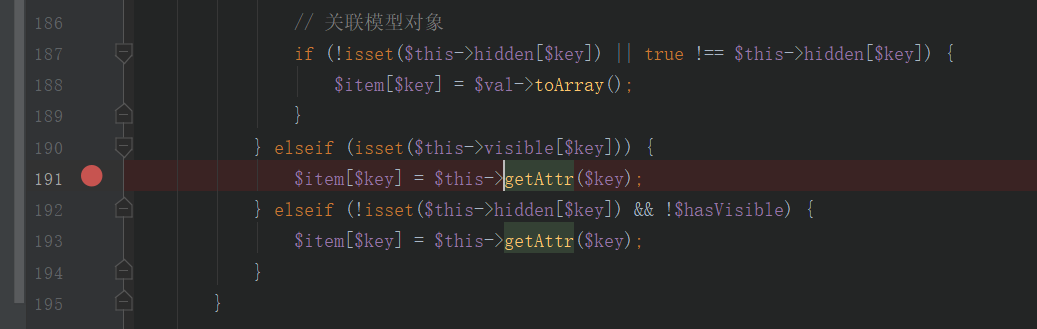 186 // 关联模型对象
187 if (!isset($this->hidden[$key]) || true !== $this->hidden[$key]) {
188 $item[$key] = $val->toArray();
189 }
190 } elseif (isset($this->visible[$key])) {
191 $item[$key] = $this->getAttr($key);
192 } elseif (!isset($this->hidden[$key]) && !$hasVisible) {
193 $item[$key] = $this->getAttr($key);
194 }
195 }